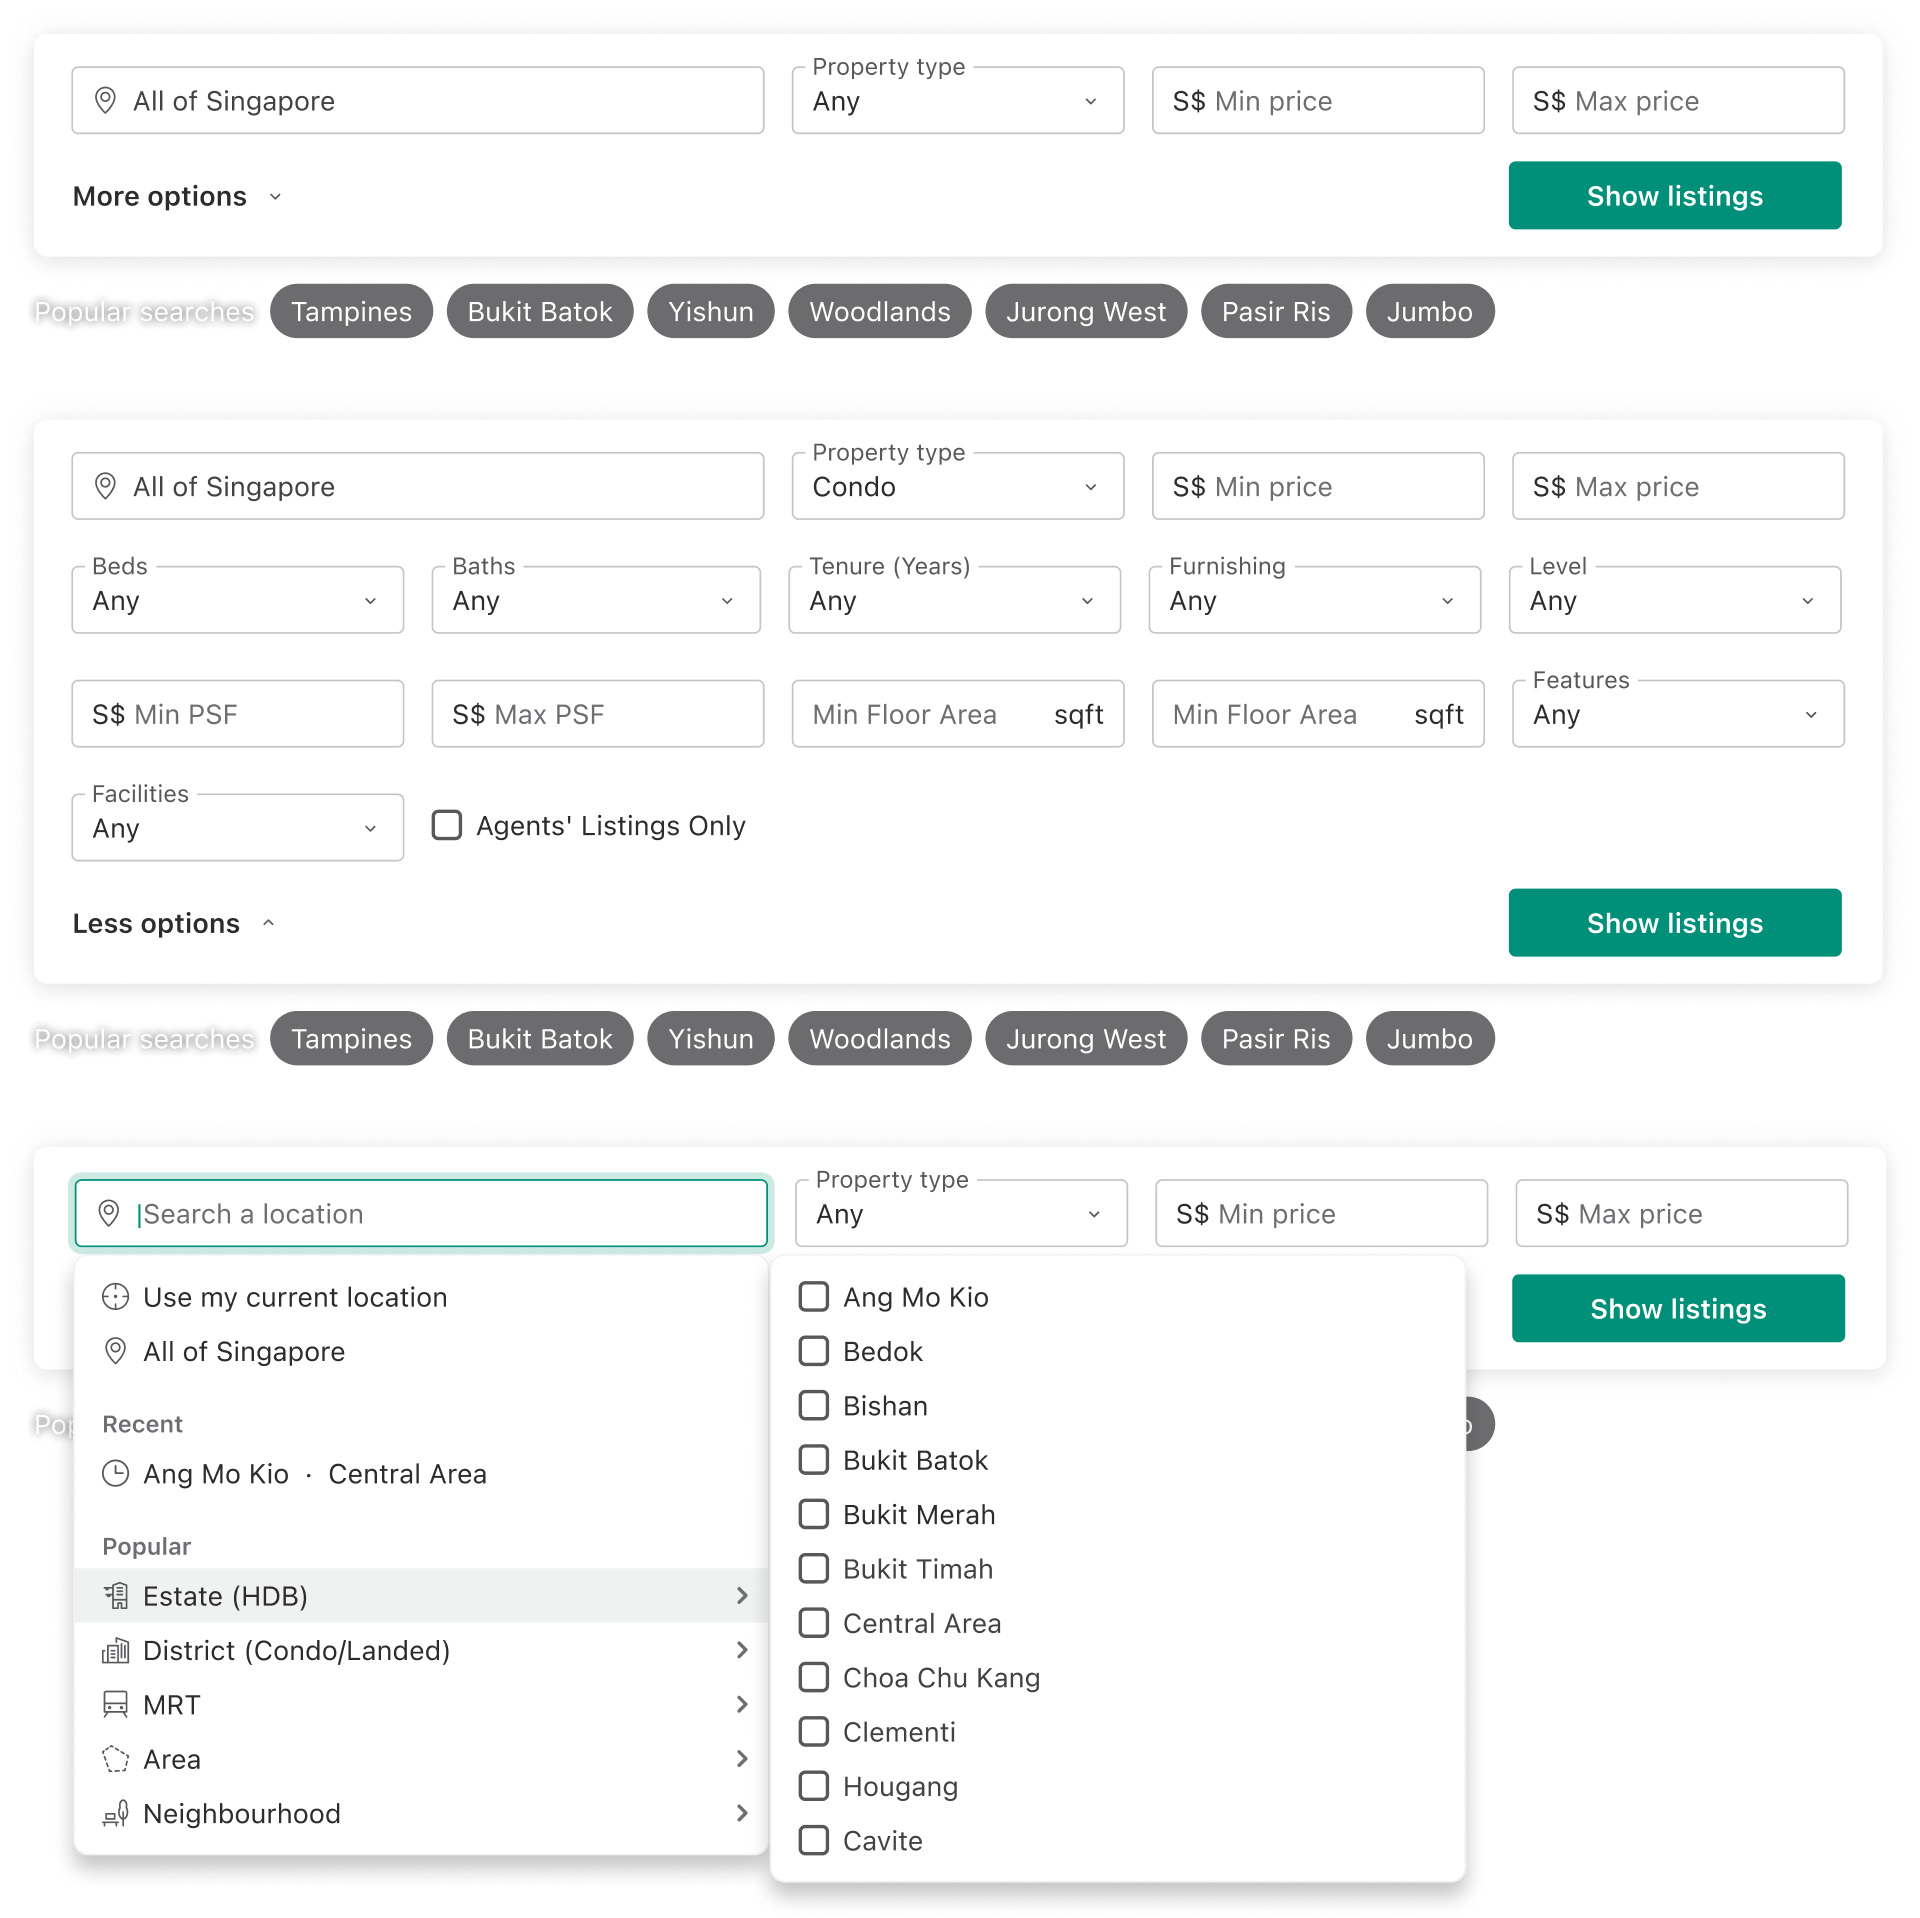 All of Singapore
Property type
Any
S$ Min price
S$ Max price
More options
Show listings
Popular searches
Tampines
Bukit Batok
Yishun
Woodlands
Jurong West
Pasir Ris
Jumbo
All of Singapore
Property type
Condo
S$ Min price
S$ Max price
Beds
Any
Baths
Any
Tenure (Years)
Any
Furnishing
Any
Level
Any
S$ Min PSF
S$ Max PSF
Min Floor Area sqft
Min Floor Area sqft
Features
Any
Facilities
Any
Agents' Listings Only
Less options
Show listings
Popular searches
Tampines
Bukit Batok
Yishun
Woodlands
Jurong West
Pasir Ris
Jumbo
Search a location
Property type
Any
S$ Min price
S$ Max price
Show listings
Use my current location
All of Singapore
Recent
Ang Mo Kio · Central Area
Popular
Estate (HDB)
District (Condo/Landed)
MRT
Area
Neighbourhood
Ang Mo Kio
Bedok
Bishan
Bukit Batok
Bukit Merah
Bukit Timah
Central Area
Choa Chu Kang
Clementi
Hougang
Cavite